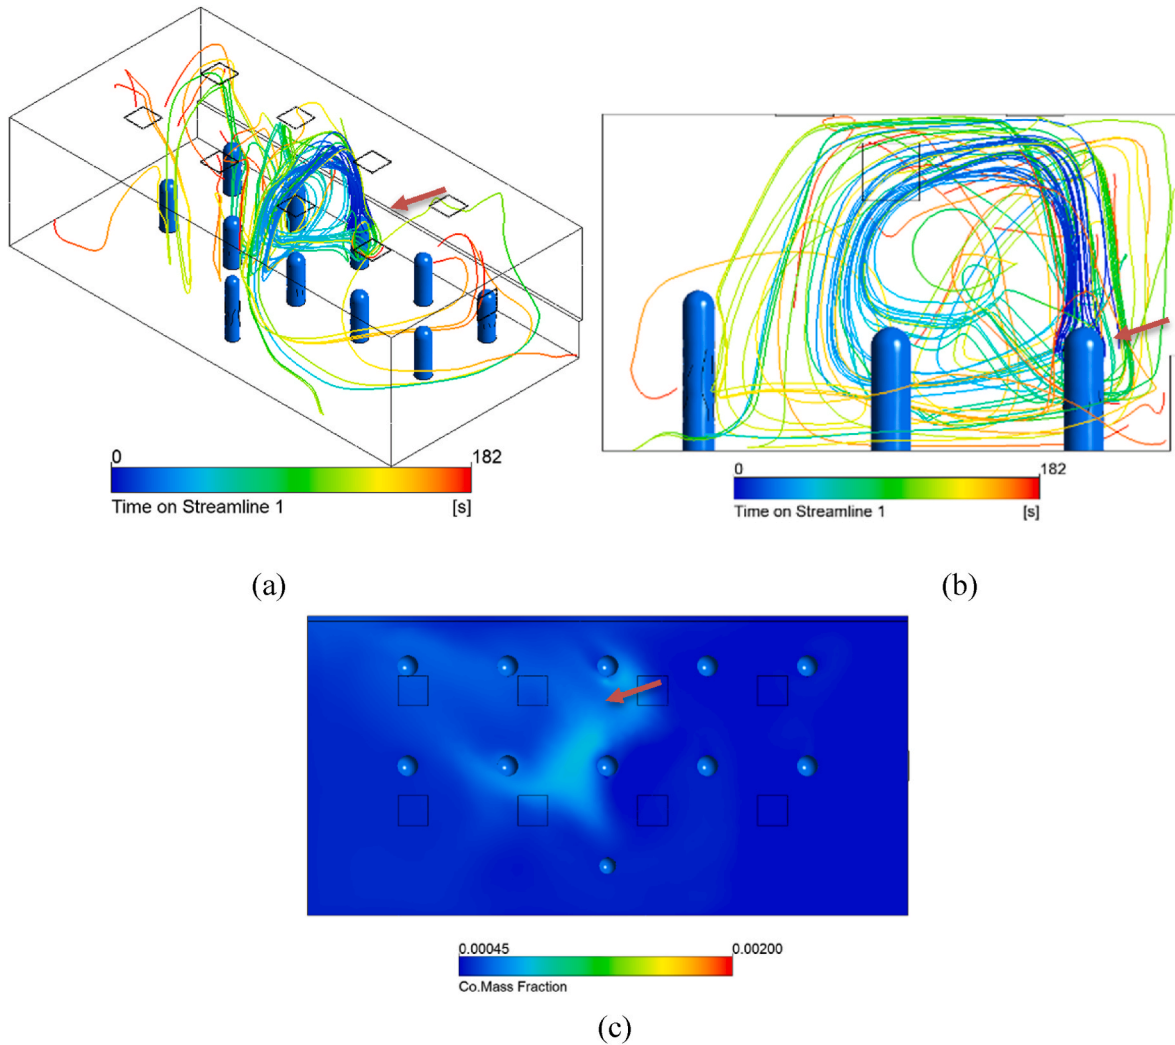 0 182
Time on Streamline 1 [s]
(a)
0 182
Time on Streamline 1 [s]
(b)
0.00045 0.00200
Co.Mass Fraction
(c)